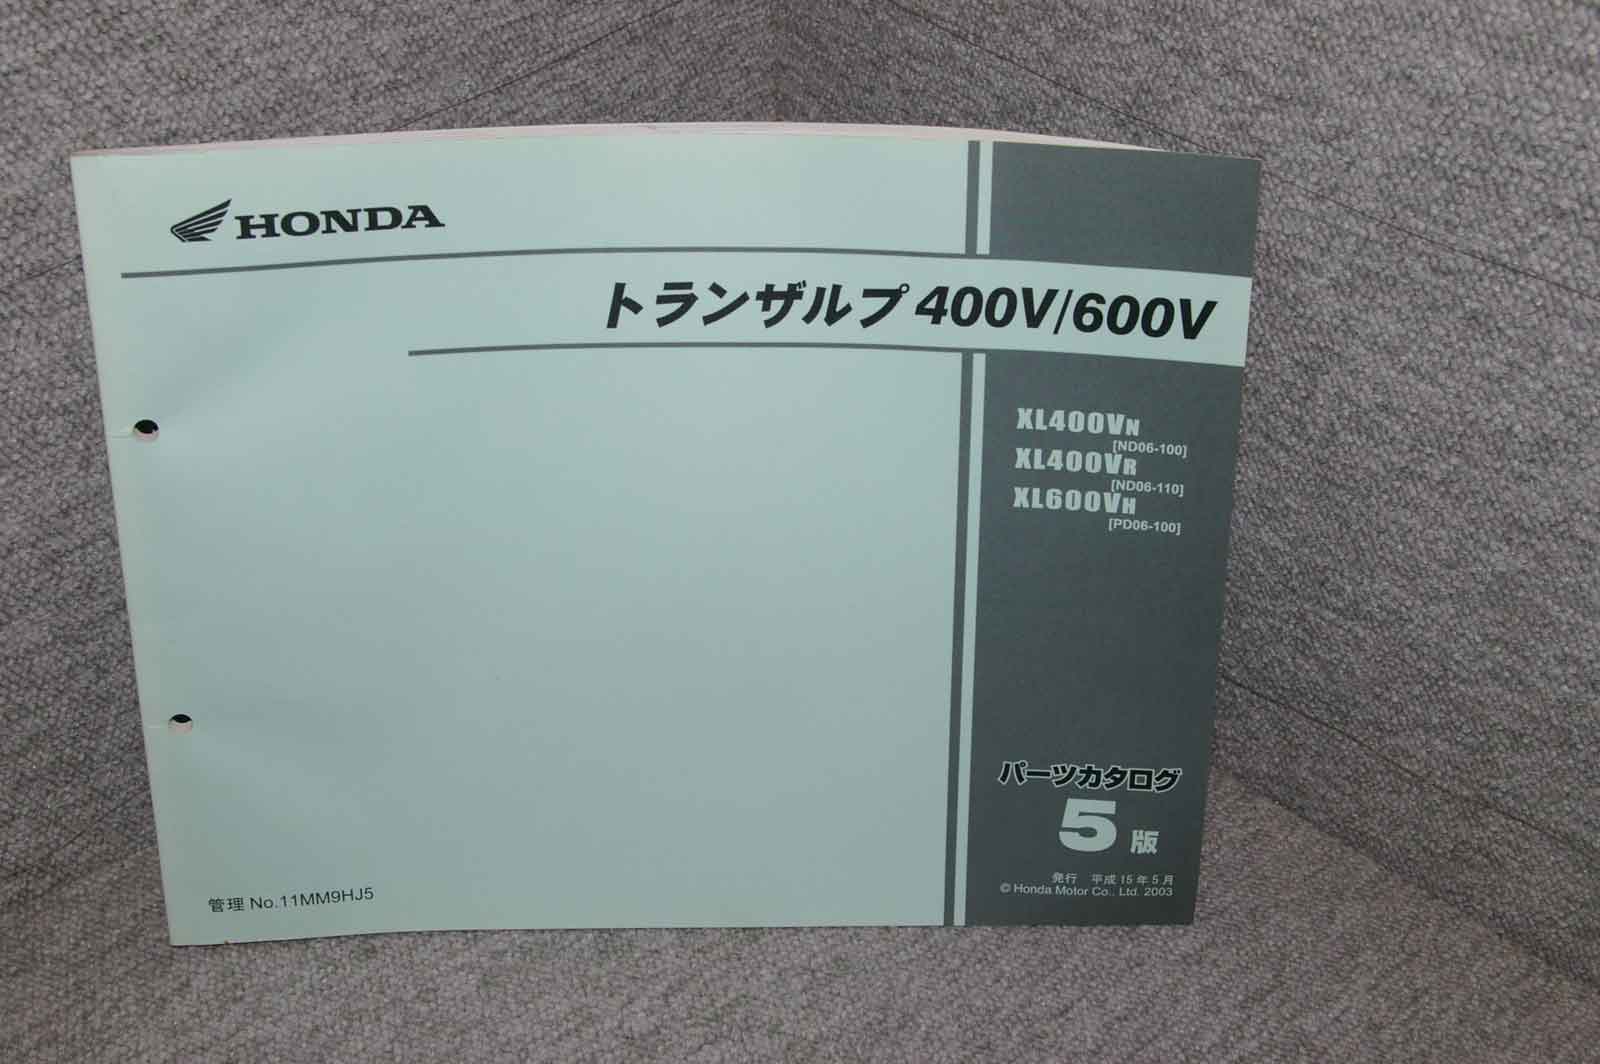 HONDA
トランザルプ 400V/600V
XL400VN
[ND06-100]
XL400VR
[ND06-110]
XL600VH
[PD06-100]
パーツカタログ
5 版
発行 平成 15 年 5 月
© Honda Motor Co., Ltd. 2003
管理 No.11MM9HJ5